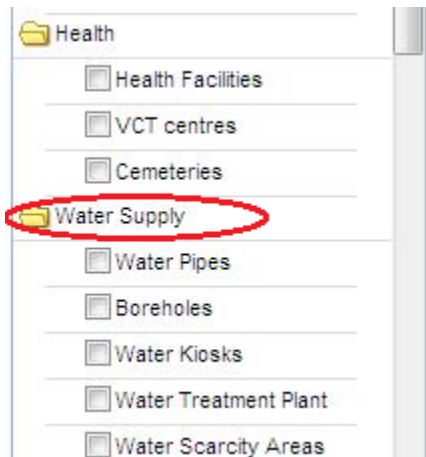 Health
Health Facilities
VCT centres
Cemeteries
Water Supply
Water Pipes
Boreholes
Water Kiosks
Water Treatment Plant
Water Scarcity Areas